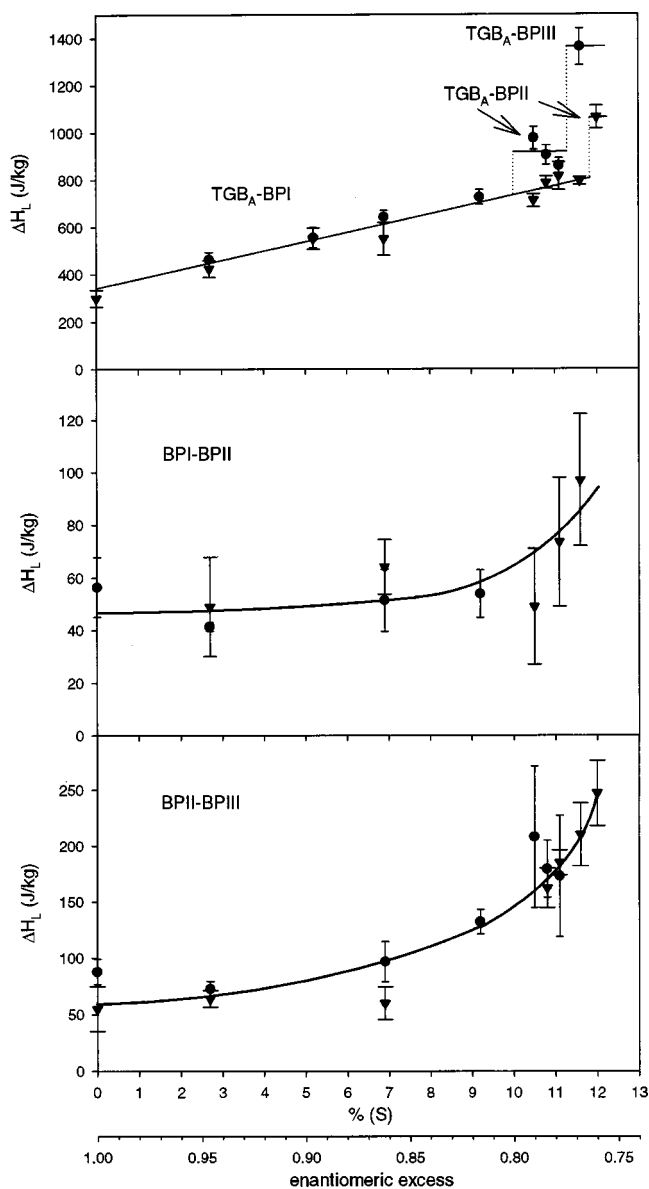 1400
1200
1000
800
600
400
200
0
ΔH_L (J/kg)
TGB_A-BPIII
TGB_A-BPII
TGB_A-BPI
120
100
80
60
40
20
0
ΔH_L (J/kg)
BPI-BPII
250
200
150
100
50
0
ΔH_L (J/kg)
BPII-BPIII
0 1 2 3 4 5 6 7 8 9 10 11 12 13
% (S)
1.00 0.95 0.90 0.85 0.80 0.75
enantiomeric excess